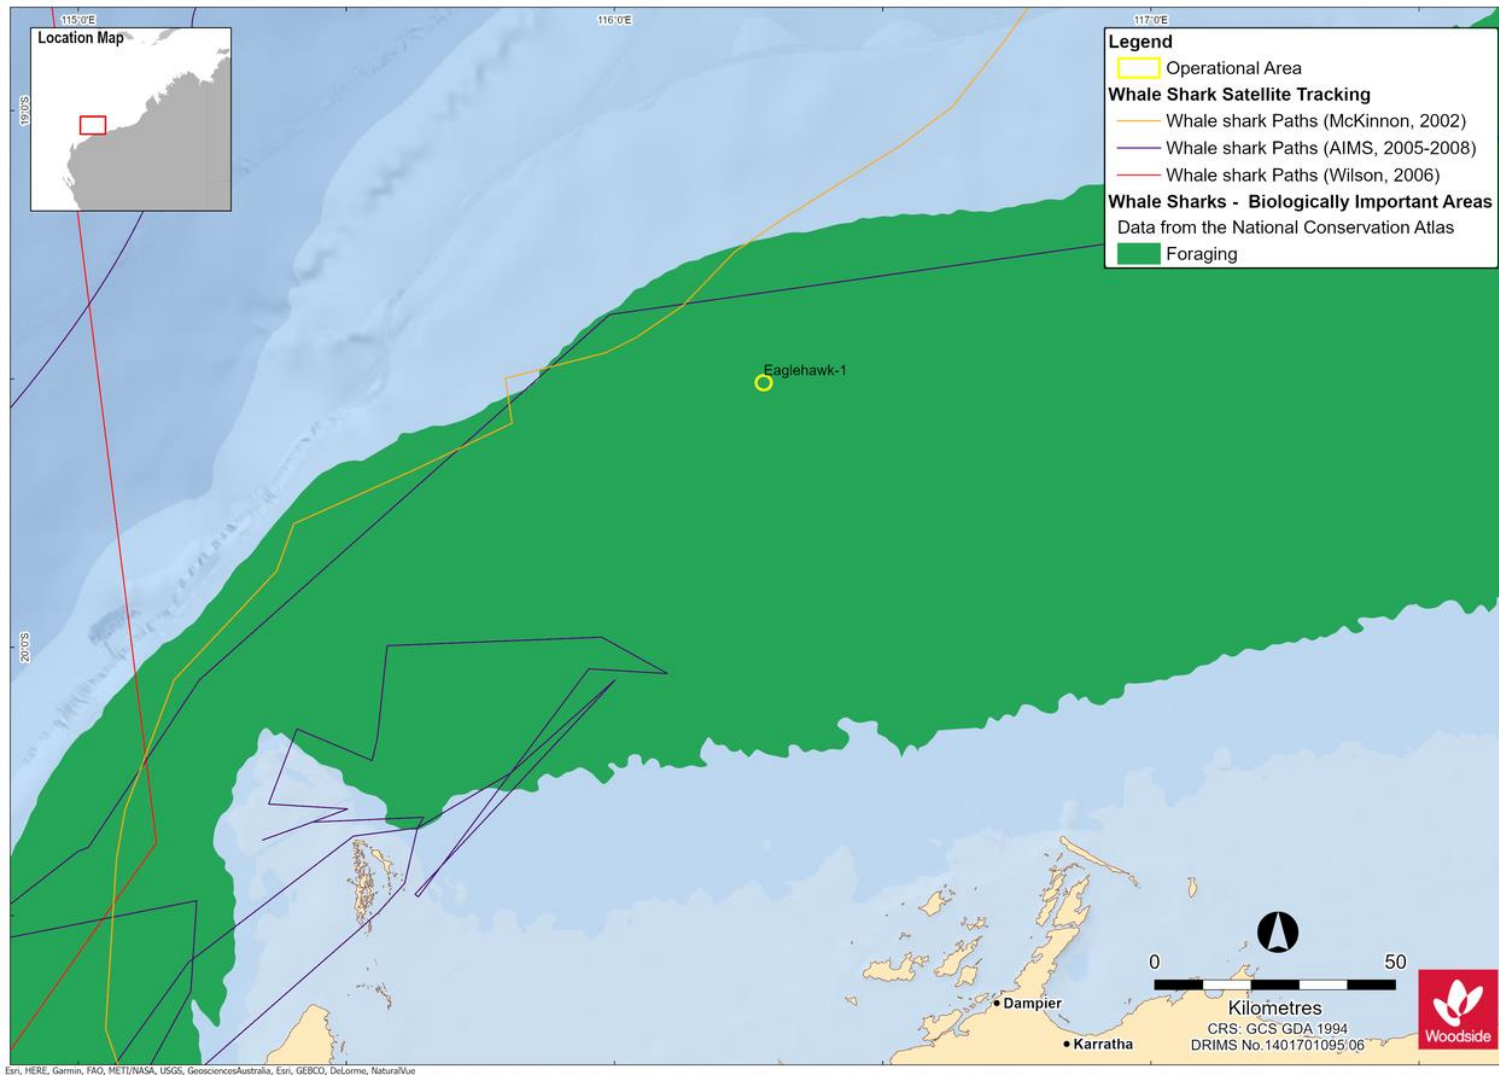 115°0'E
116°0'E
117°0'E
Location Map
19°0'S
20°0'S
Legend
Operational Area
Whale Shark Satellite Tracking
Whale shark Paths (McKinnon, 2002)
Whale shark Paths (AIMS, 2005-2008)
Whale shark Paths (Wilson, 2006)
Whale Sharks - Biologically Important Areas
Data from the National Conservation Atlas
Foraging
Eaglehawk-1
Dampier
Karratha
0 50
Kilometres
CRS: GCS GDA 1994
DRIMS No.1401701095.06
Woodside
Esri, HERE, Garmin, FAO, METI/NASA, USGS, GeosciencesAustralia, Esri, GEBCO, DeLorme, NaturalVue